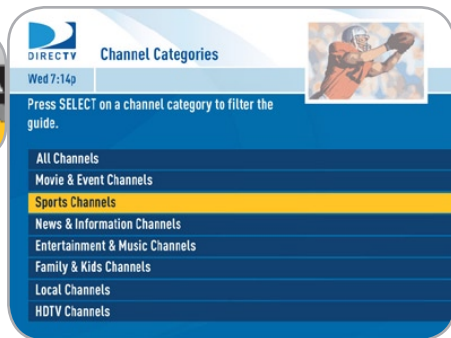 DIRECTV
Channel Categories
Wed 7:14p
Press SELECT on a channel category to filter the
guide.
All Channels
Movie & Event Channels
Sports Channels
News & Information Channels
Entertainment & Music Channels
Family & Kids Channels
Local Channels
HDTV Channels